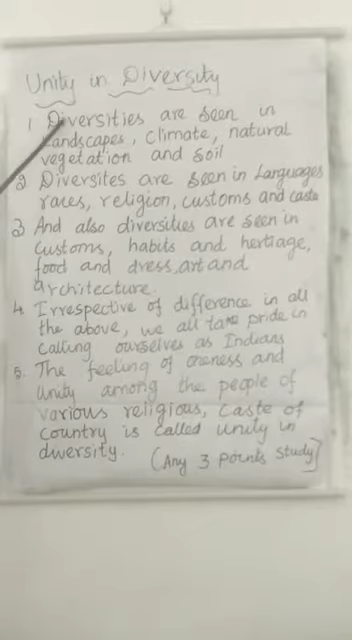 Unity in Diversity
1 Diversities are seen in
landscapes, climate, natural
vegetation and soil
2 Diversites are seen in Languages
races, religion, customs and caste
3 And also diversities are seen in
customs, habits and heritage,
food and dress, art and
architecture.
4. Irrespective of difference in all
the above, we all take pride in
calling ourselves as Indians
5. The feeling of oneness and
unity among the people of
various religious, caste of
country is called unity in
diversity.
(Any 3 points study)